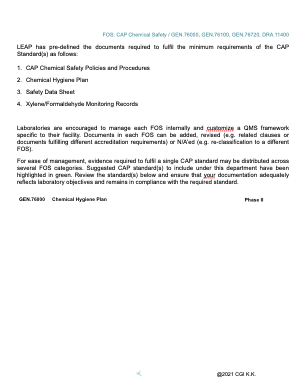 FOS: CAP Chemical Safety / GEN.76000, GEN.76100, GEN.76720, DRA 11400
LEAP has pre-defined the documents required to fulfil the minimum requirements of the CAP
Standard(s) as follows:
1. CAP Chemical Safety Policies and Procedures
2. Chemical Hygiene Plan
3. Safety Data Sheet
4. Xylene/Formaldehyde Monitoring Records
Laboratories are encouraged to manage each FOS internally and customize a QMS framework
specific to their facility. Documents in each FOS can be added, revised (e.g. related clauses or
documents fulfilling different accreditation requirements) or N/A'ed (e.g. re-classification to a different
FOS).
For ease of management, evidence required to fulfil a single CAP standard may be distributed across
several FOS categories. Suggested CAP standard(s) to include under this department have been
highlighted in green. Review the standard(s) below and ensure that your documentation adequately
reflects laboratory objectives and remains in compliance with the required standard.
GEN.76000 Chemical Hygiene Plan Phase II
@2021 CGI K.K.